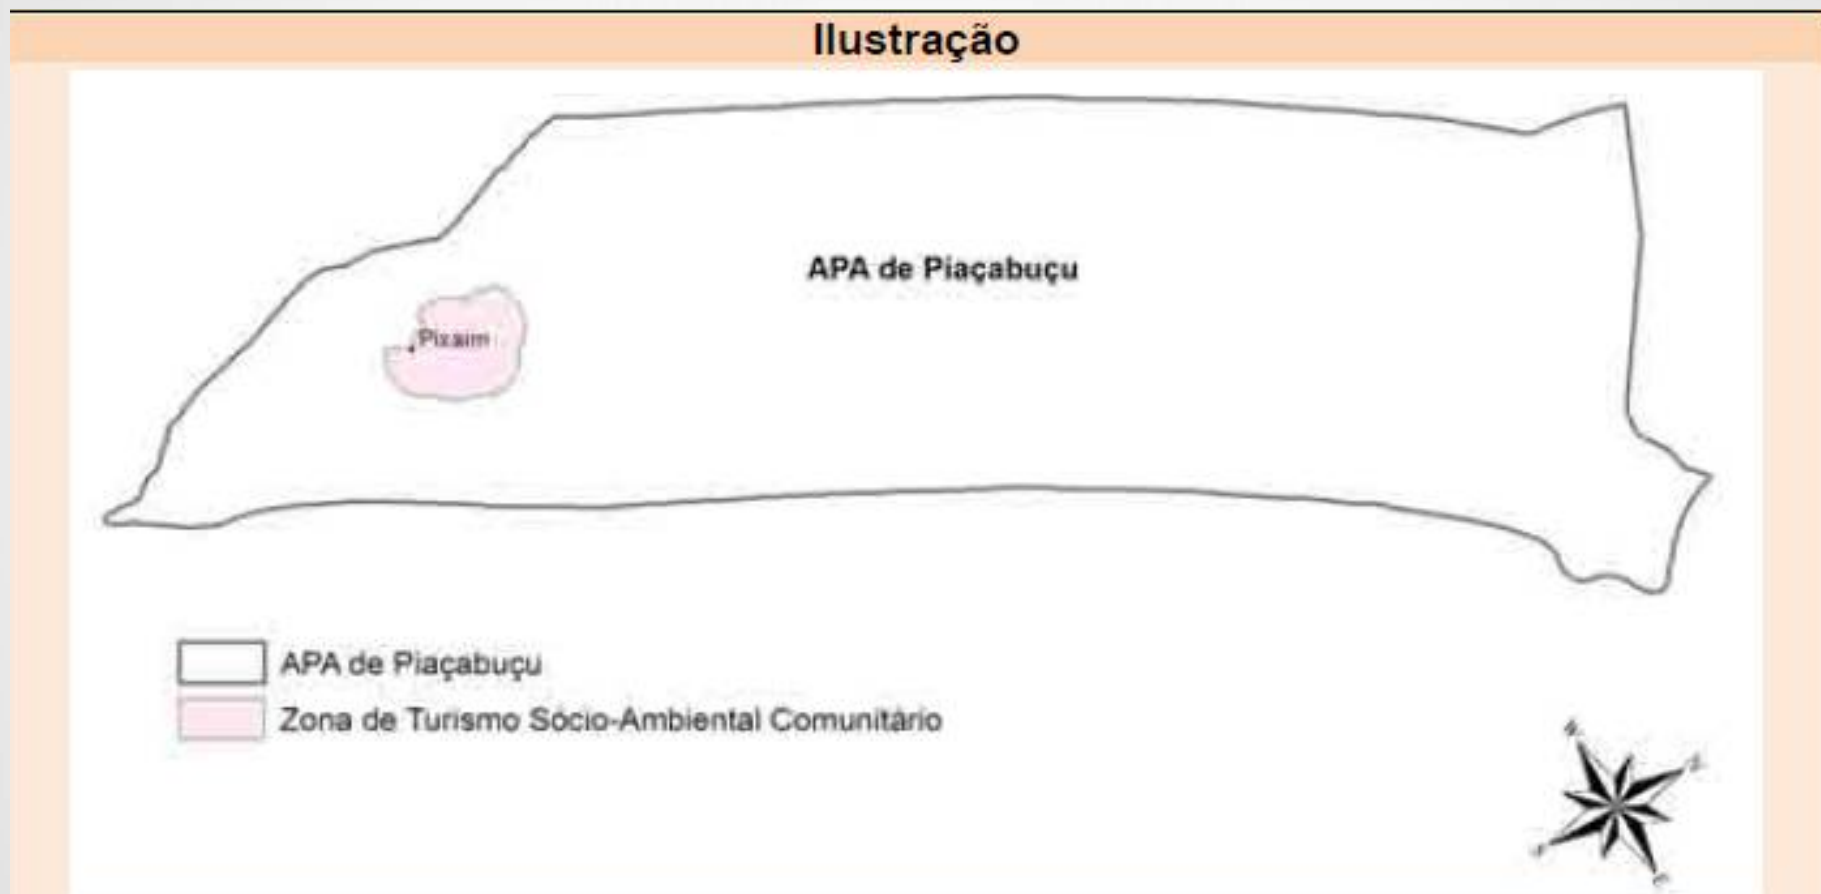 Ilustração
APA de Piaçabuçu
Pixaim
APA de Piaçabuçu
Zona de Turismo Sócio-Ambiental Comunitário